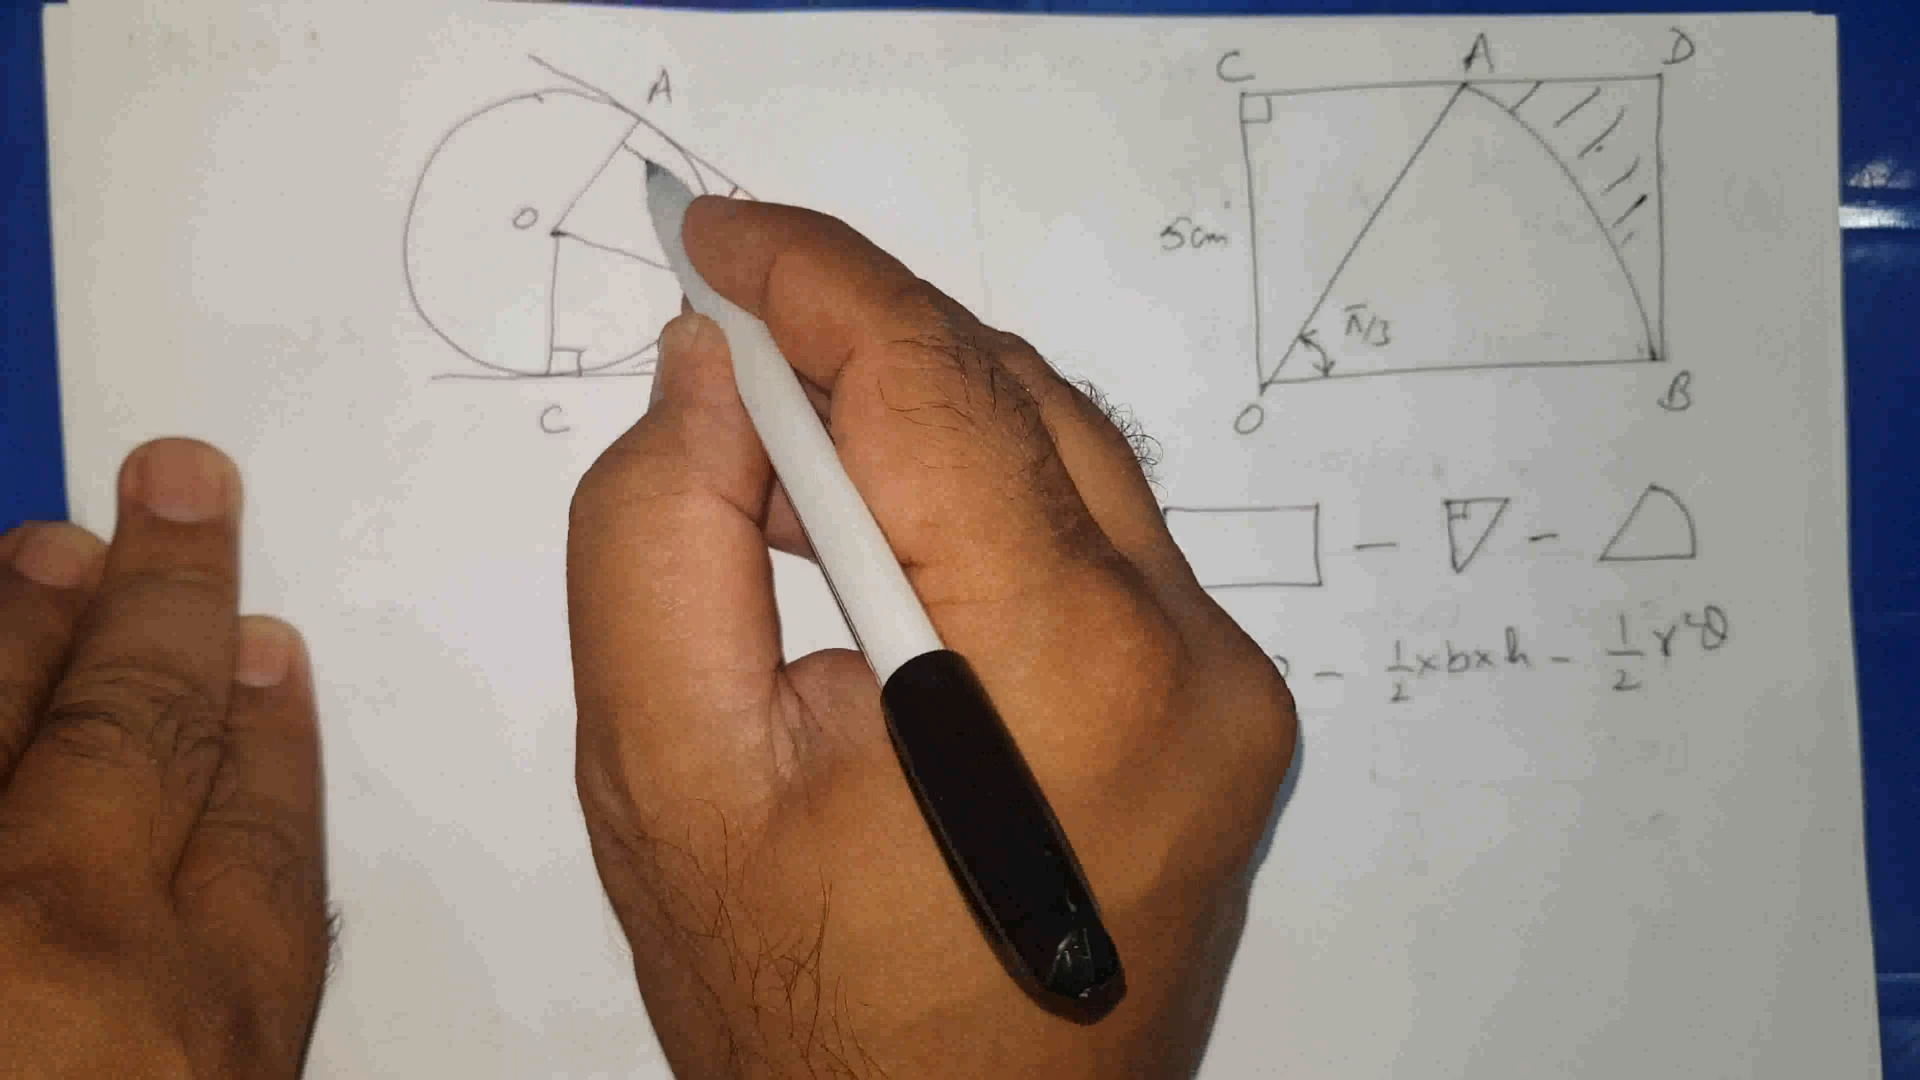 A
O
C
C A D
5cm
π/3
O B
- -
- 1/2 x b x h - 1/2 r²θ